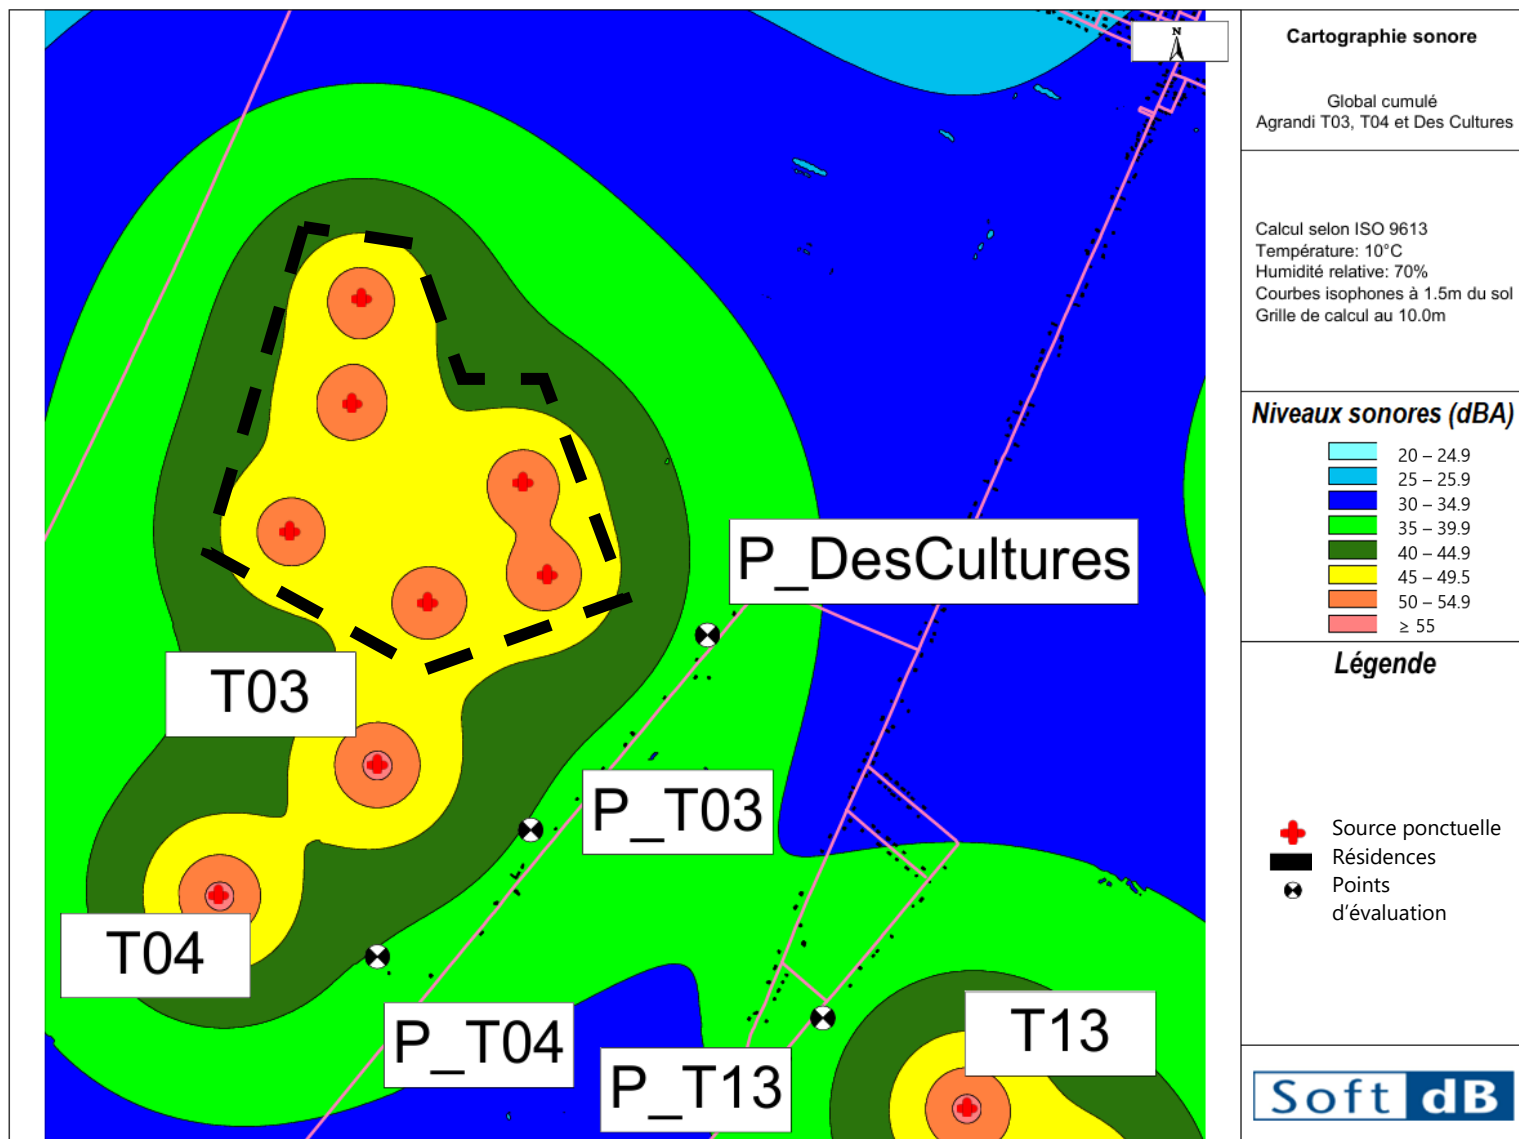 N
P_DesCultures
T03
P_T03
T04
P_T04
T13
P_T13
Cartographie sonore
Global cumulé
Agrandi T03, T04 et Des Cultures
Calcul selon ISO 9613
Température: 10°C
Humidité relative: 70%
Courbes isophones à 1.5m du sol
Grille de calcul au 10.0m
Niveaux sonores (dBA)
20 – 24.9
25 – 25.9
30 – 34.9
35 – 39.9
40 – 44.9
45 – 49.5
50 – 54.9
≥ 55
Légende
Source ponctuelle
Résidences
Points
d'évaluation
Soft dB